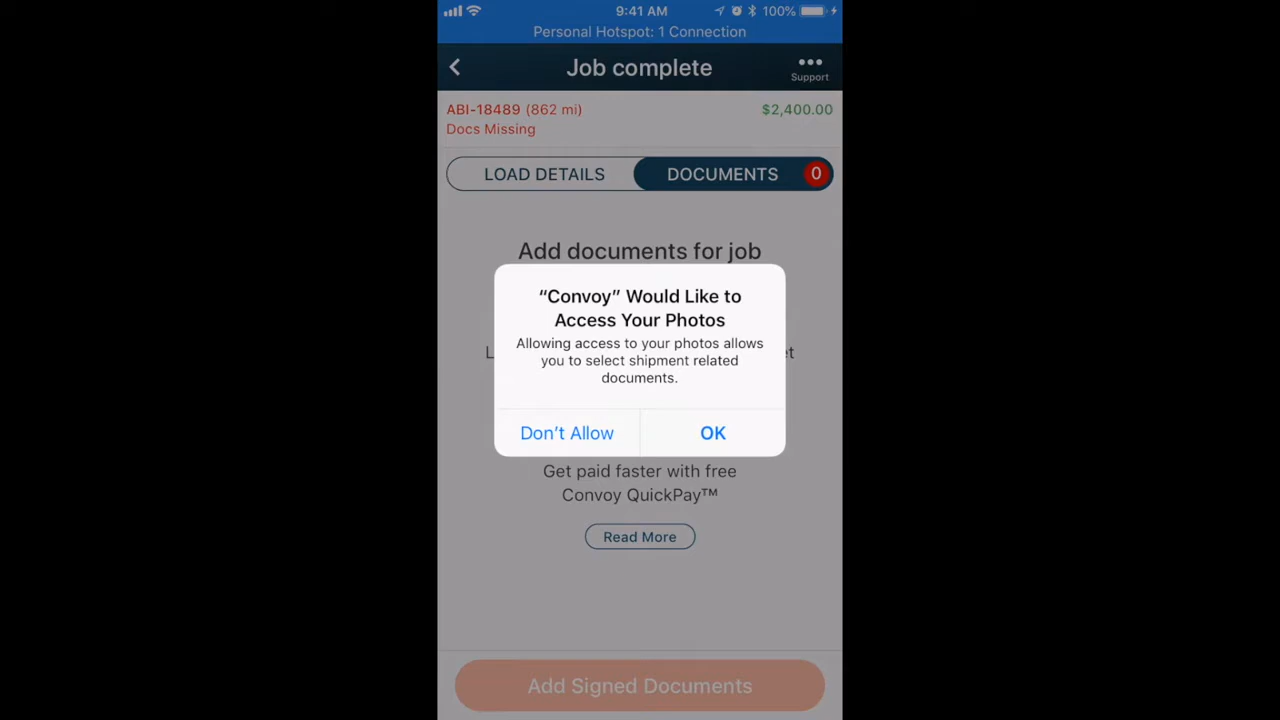 9:41 AM
100%
Personal Hotspot: 1 Connection
Job complete
Support
ABI-18489 (862 mi)
$2,400.00
Docs Missing
LOAD DETAILS
DOCUMENTS
0
Add documents for job
“Convoy” Would Like to
Access Your Photos
Allowing access to your photos allows
you to select shipment related
documents.
Don’t Allow
OK
Get paid faster with free
Convoy QuickPay™
Read More
Add Signed Documents